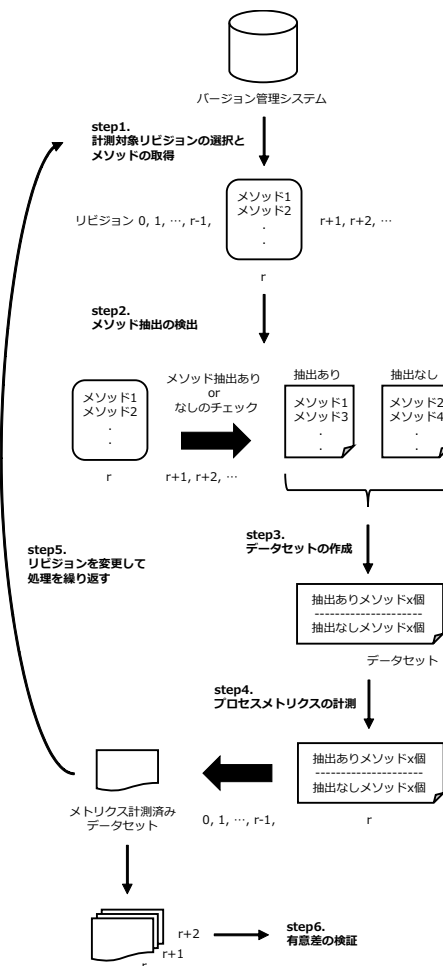 バージョン管理システム
step1.
計測対象リビジョンの選択と
メソッドの取得
メソッド1
メソッド2
.
.
リビジョン 0, 1, …, r-1,
r+1, r+2, …
r
step2.
メソッド抽出の検出
メソッド抽出あり
or
なしのチェック
抽出あり
抽出なし
メソッド1
メソッド2
.
.
メソッド1
メソッド3
.
.
メソッド2
メソッド4
.
.
r
r+1, r+2, …
step3.
データセットの作成
step5.
リビジョンを変更して
処理を繰り返す
抽出ありメソッドx個
----------------------
抽出なしメソッドx個
データセット
step4.
プロセスメトリクスの計測
抽出ありメソッドx個
----------------------
抽出なしメソッドx個
メトリクス計測済み
データセット
0, 1, …, r-1,
r
r+2
r+1
r
step6.
有意差の検証